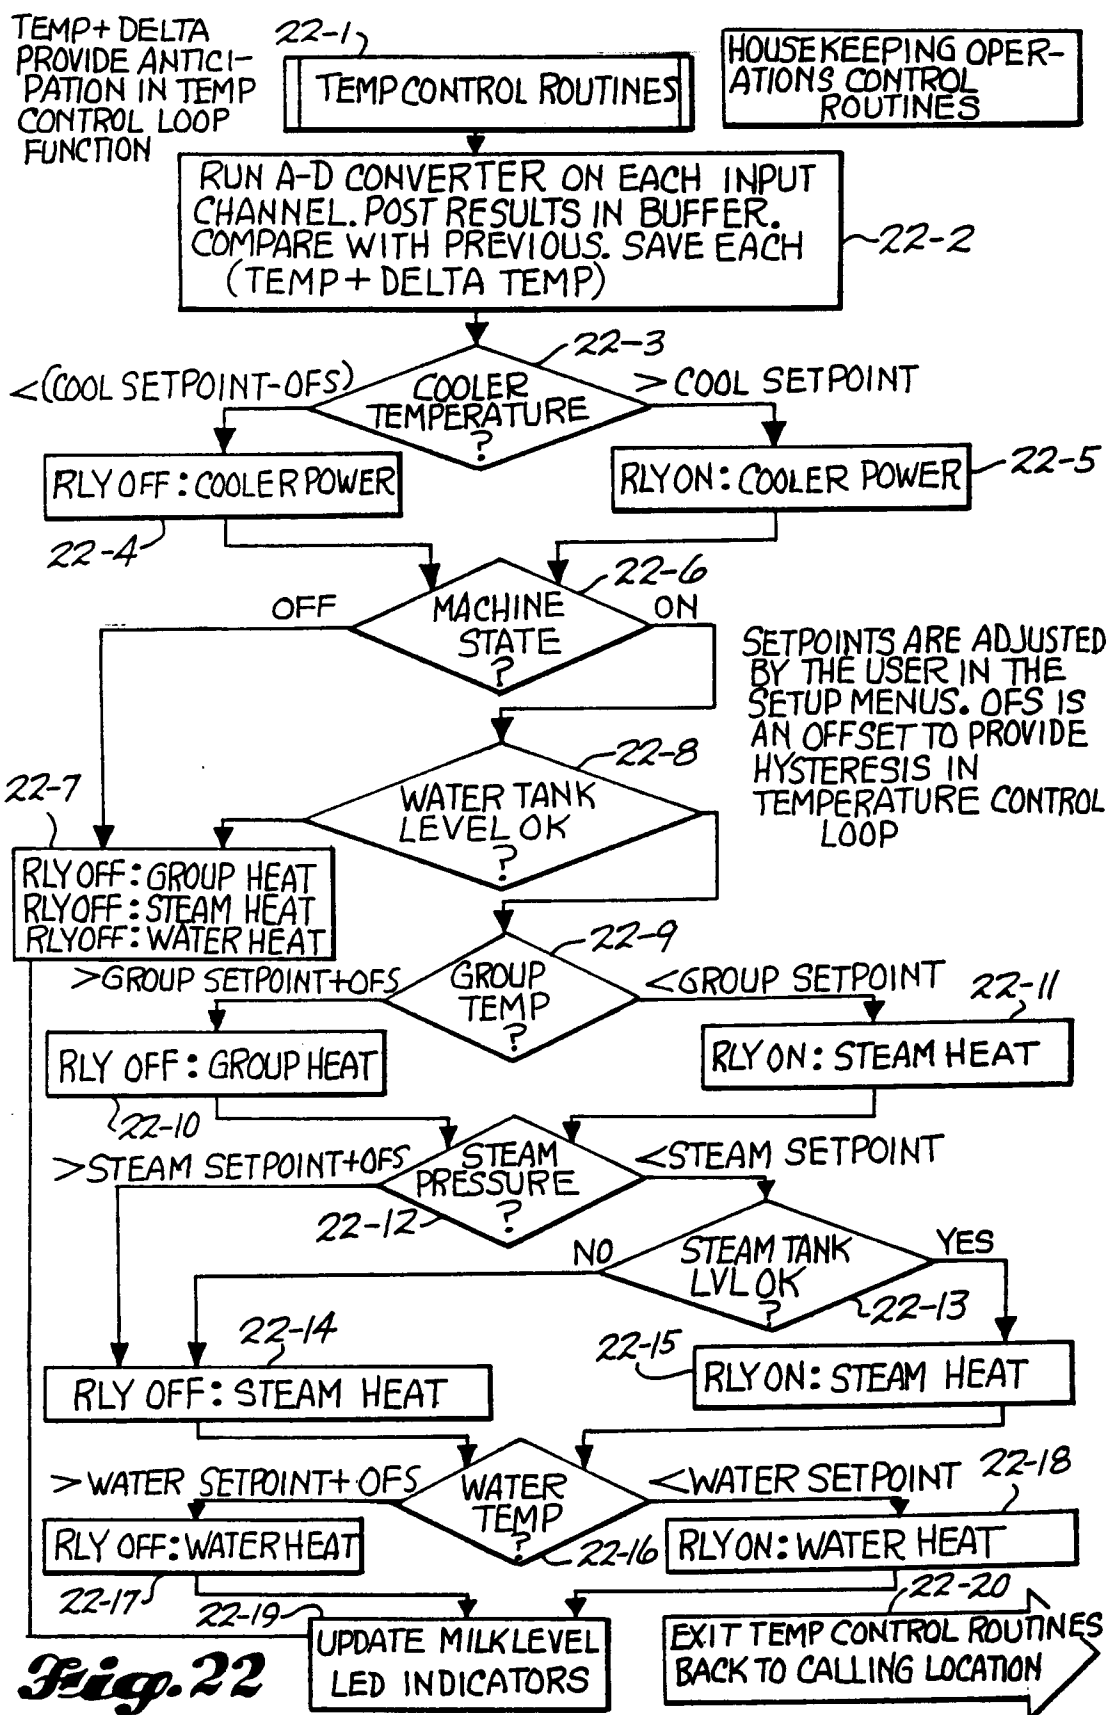 TEMP+ DELTA
PROVIDE ANTICI-
PATION IN TEMP
CONTROL LOOP
FUNCTION
22-1
TEMP CONTROL ROUTINES
HOUSEKEEPING OPER-
ATIONS CONTROL
ROUTINES
RUN A-D CONVERTER ON EACH INPUT
CHANNEL. POST RESULTS IN BUFFER.
COMPARE WITH PREVIOUS. SAVE EACH
(TEMP + DELTA TEMP)
22-2
22-3
<(COOL SETPOINT-OFS)
COOLER
TEMPERATURE
?
> COOL SETPOINT
RLY OFF: COOLER POWER
22-4
RLY ON: COOLER POWER
22-5
22-6
OFF
MACHINE
STATE
?
ON
SETPOINTS ARE ADJUSTED
BY THE USER IN THE
SETUP MENUS. OFS IS
AN OFFSET TO PROVIDE
HYSTERESIS IN
TEMPERATURE CONTROL
LOOP
22-7
22-8
WATER TANK
LEVEL OK
?
RLY OFF: GROUP HEAT
RLY OFF: STEAM HEAT
RLY OFF: WATER HEAT
22-9
>GROUP SETPOINT+OFS
GROUP
TEMP
?
<GROUP SETPOINT
22-11
RLY OFF: GROUP HEAT
22-10
RLY ON: STEAM HEAT
>STEAM SETPOINT+OFS
STEAM
PRESSURE
?
<STEAM SETPOINT
22-12
NO
STEAM TANK
LVL OK
?
YES
22-13
22-14
RLY OFF: STEAM HEAT
22-15
RLY ON: STEAM HEAT
>WATER SETPOINT+ OFS
WATER
TEMP
?
<WATER SETPOINT
22-18
RLY OFF: WATER HEAT
22-16
RLY ON: WATER HEAT
22-17
22-19
22-20
UPDATE MILK LEVEL
LED INDICATORS
EXIT TEMP CONTROL ROUTINES
BACK TO CALLING LOCATION
Fig. 22